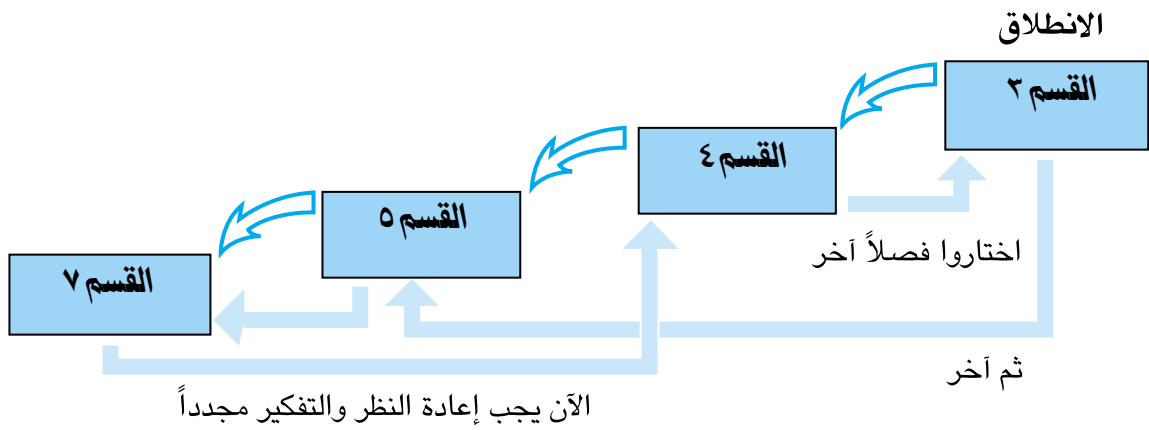 الانطلاق
القسم ٣
القسم ٤
القسم ٥
القسم ٧
اختاروا فصلاً آخر
ثم آخر
الآن يجب إعادة النظر والتفكير مجدداً